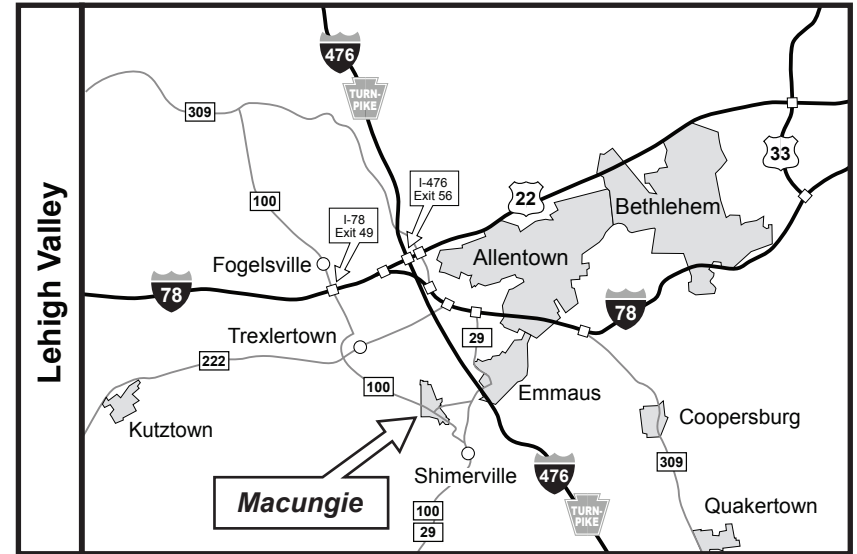 Lehigh Valley
476
TURN-
PIKE
309
33
I-476
Exit 56
22
100
I-78
Exit 49
Bethlehem
Fogelsville
Allentown
78
78
Trexlertown
29
222
100
Emmaus
Kutztown
Coopersburg
Shimerville
476
309
Macungie
TURN-
PIKE
100
29
Quakertown